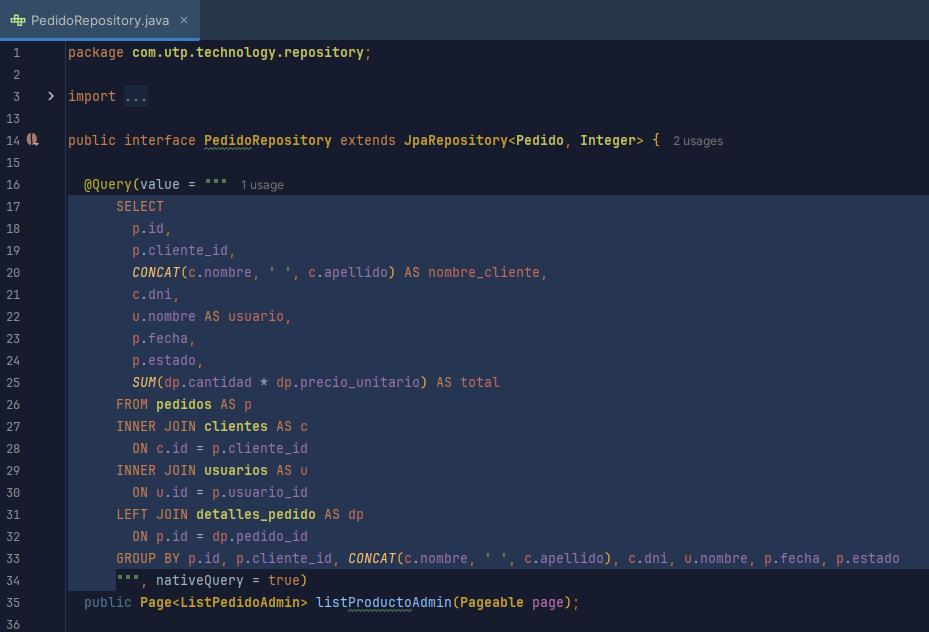 PedidoRepository.java ×
1 package com.utp.technology.repository;
2
3 > import ...
13
14 public interface PedidoRepository extends JpaRepository<Pedido, Integer> { 2 usages
15
16 @Query(value = """ 1 usage
17 SELECT
18 p.id,
19 p.cliente_id,
20 CONCAT(c.nombre, ' ', c.apellido) AS nombre_cliente,
21 c.dni,
22 u.nombre AS usuario,
23 p.fecha,
24 p.estado,
25 SUM(dp.cantidad * dp.precio_unitario) AS total
26 FROM pedidos AS p
27 INNER JOIN clientes AS c
28 ON c.id = p.cliente_id
29 INNER JOIN usuarios AS u
30 ON u.id = p.usuario_id
31 LEFT JOIN detalles_pedido AS dp
32 ON p.id = dp.pedido_id
33 GROUP BY p.id, p.cliente_id, CONCAT(c.nombre, ' ', c.apellido), c.dni, u.nombre, p.fecha, p.estado
34 """, nativeQuery = true)
35 public Page<ListPedidoAdmin> listProductoAdmin(Pageable page);
36